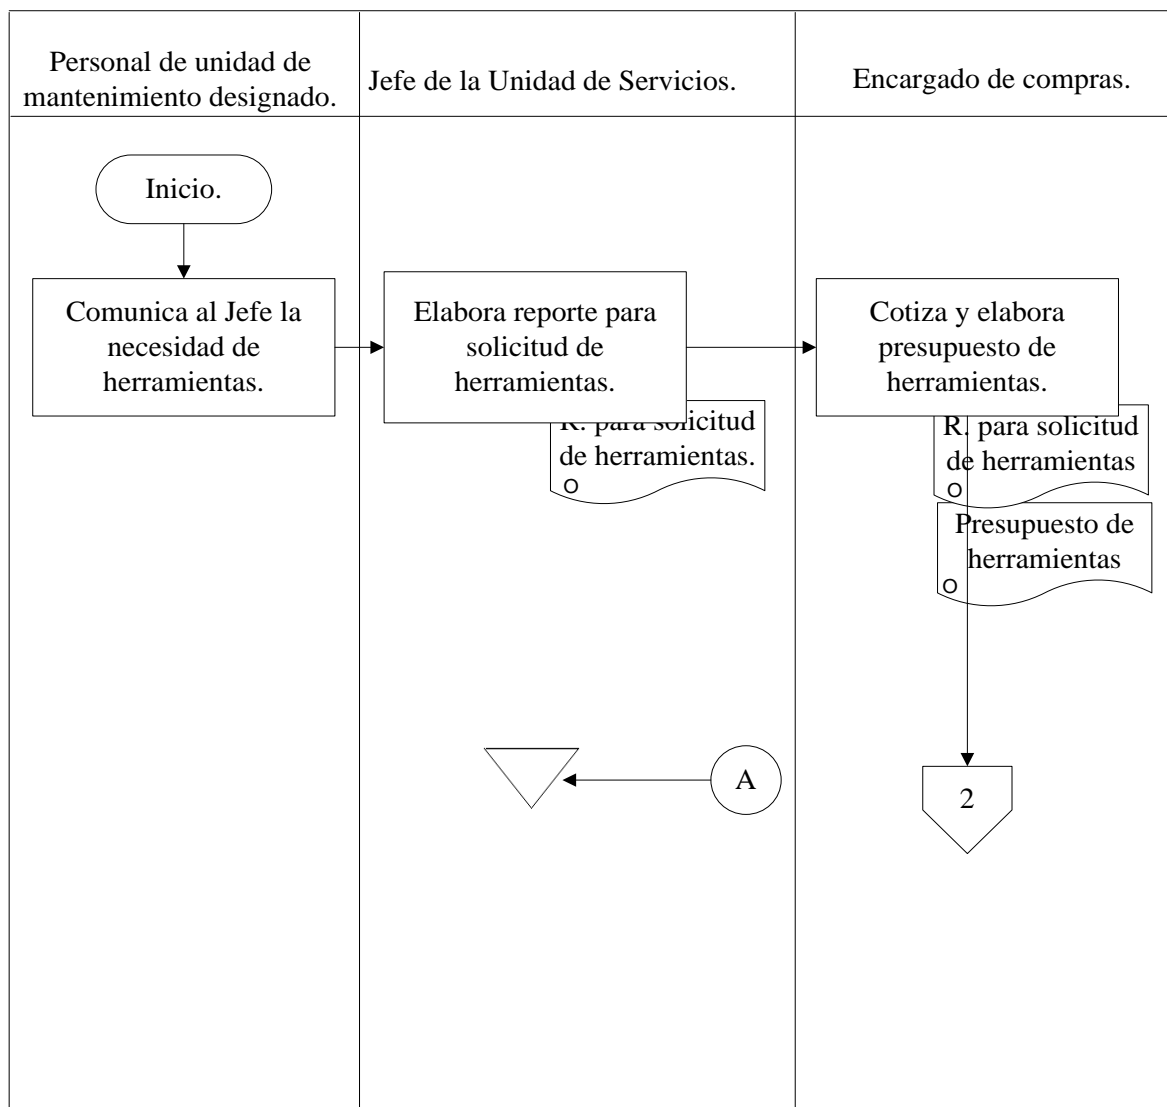 Personal de unidad de
mantenimiento designado.
Jefe de la Unidad de Servicios.
Encargado de compras.
Inicio.
Comunica al Jefe la
necesidad de
herramientas.
Elabora reporte para
solicitud de
herramientas.
Cotiza y elabora
presupuesto de
herramientas.
R. para solicitud
de herramientas.
O
R. para solicitud
de herramientas
O
Presupuesto de
herramientas
O
A
2